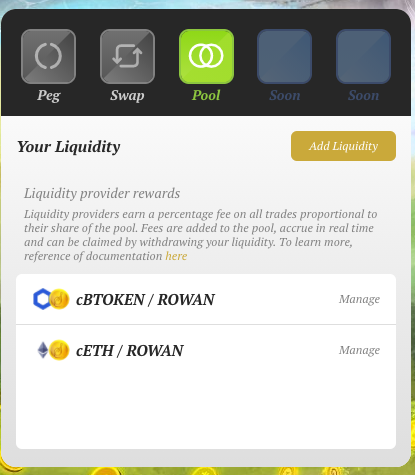 Peg Swap Pool Soon Soon
Your Liquidity Add Liquidity
Liquidity provider rewards
Liquidity providers earn a percentage fee on all trades proportional to
their share of the pool. Fees are added to the pool, accrue in real time
and can be claimed by withdrawing your liquidity. To learn more,
reference of documentation here
cBTOKEN / ROWAN Manage
cETH / ROWAN Manage